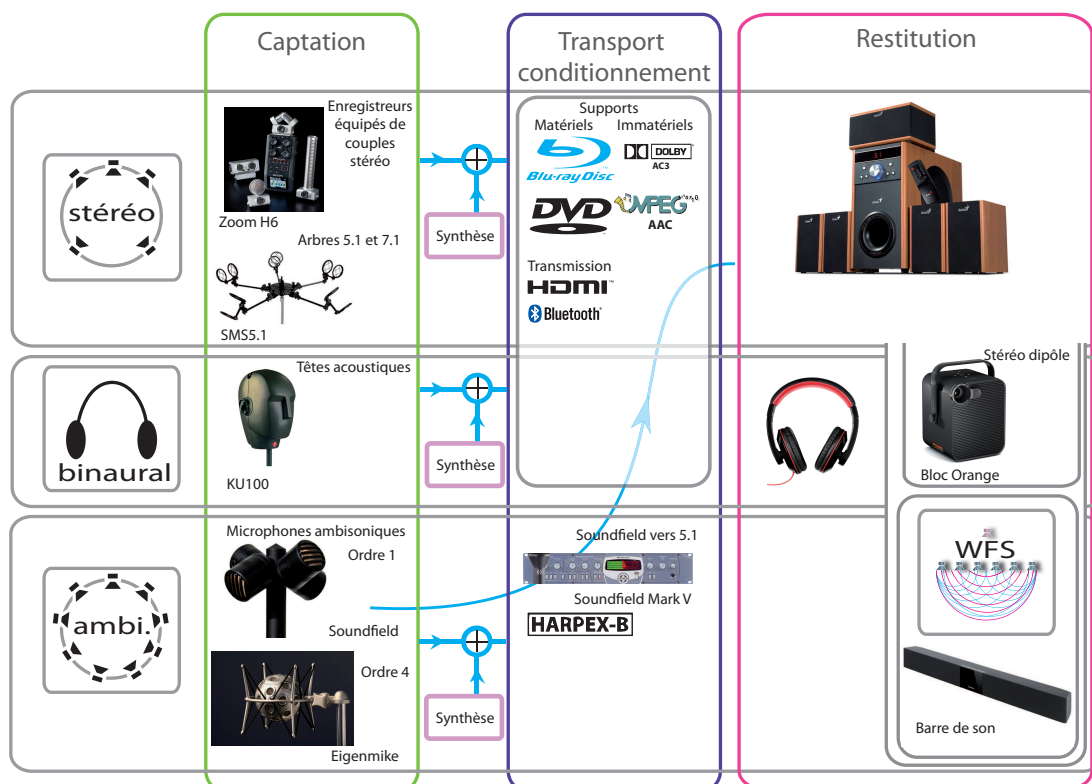 Captation
Transport
conditionnement
Restitution
stéréo
Enregistreurs
équipés de
couples
stéréo
Zoom H6
Arbres 5.1 et 7.1
SMS5.1
Synthèse
Supports
Matériels
Immatériels
Blu-ray Disc
DOLBY
AC3
DVD
MPEG
AAC
Transmission
HDMI
Bluetooth
binaural
Têtes acoustiques
KU100
Synthèse
Stéréo dipôle
Bloc Orange
ambi.
Microphones ambisoniques
Ordre 1
Soundfield
Ordre 4
Eigenmike
Synthèse
Soundfield vers 5.1
Soundfield Mark V
HARPEX-B
WFS
Barre de son